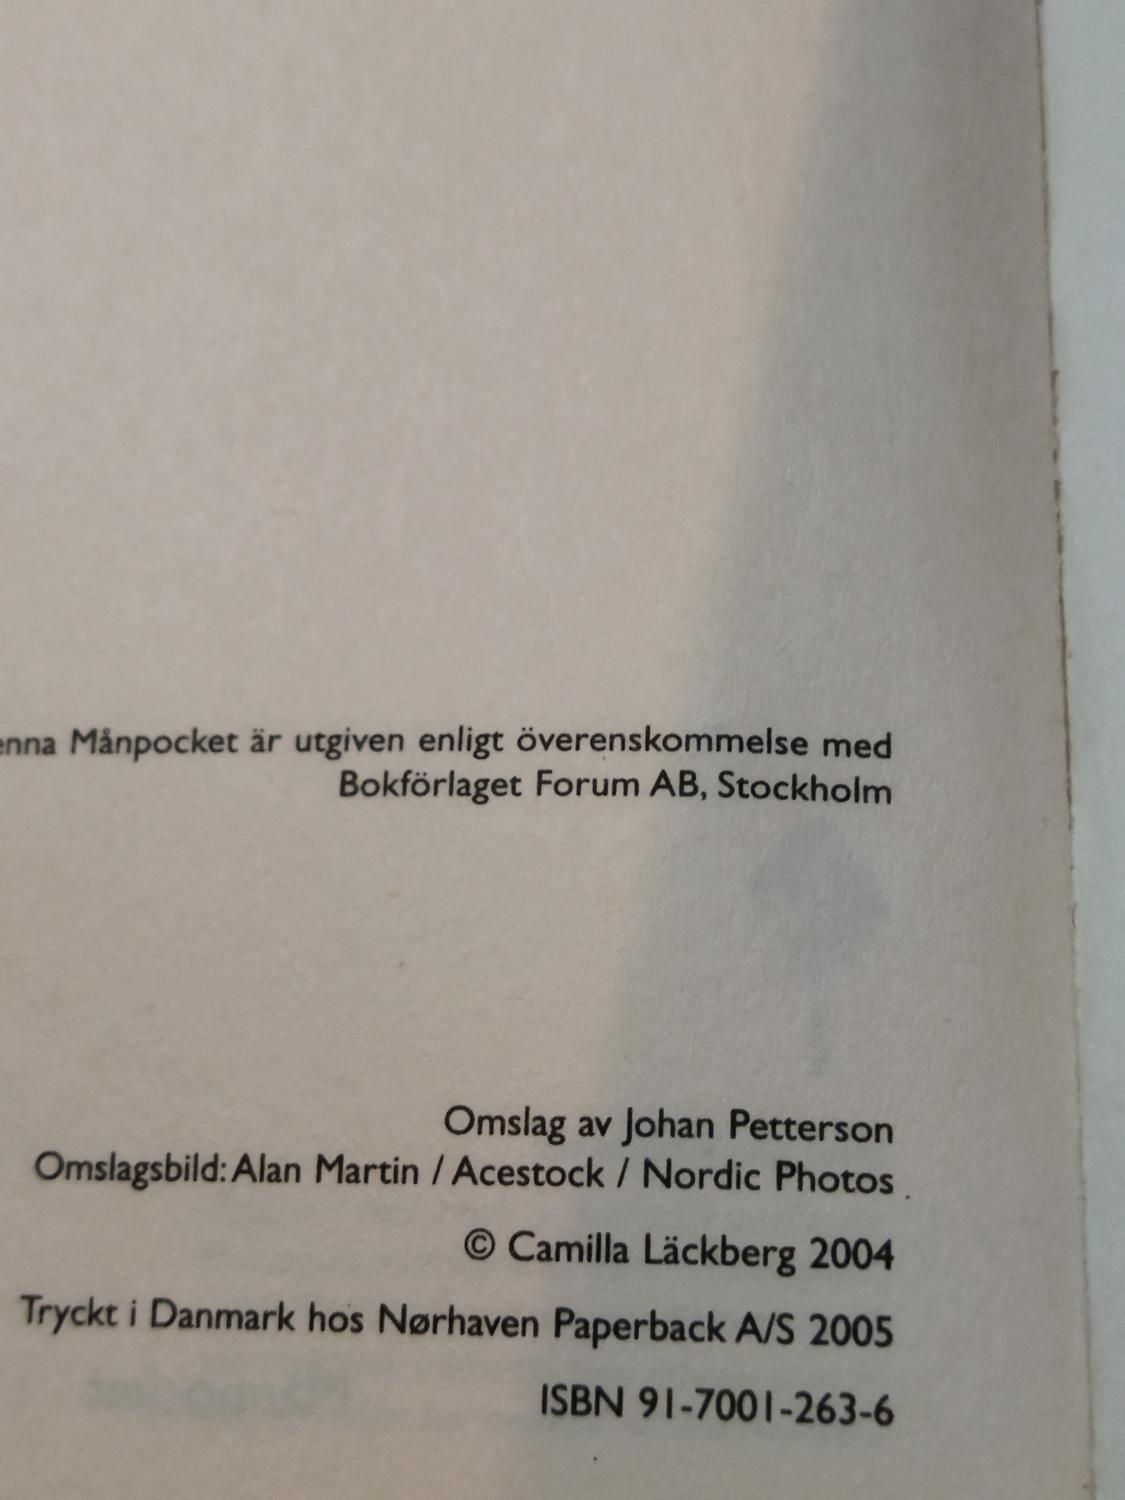 enna Månpocket är utgiven enligt överenskommelse med
Bokförlaget Forum AB, Stockholm
Omslag av Johan Petterson
Omslagsbild: Alan Martin / Acestock / Nordic Photos
© Camilla Läckberg 2004
Tryckt i Danmark hos Nørhaven Paperback A/S 2005
ISBN 91-7001-263-6